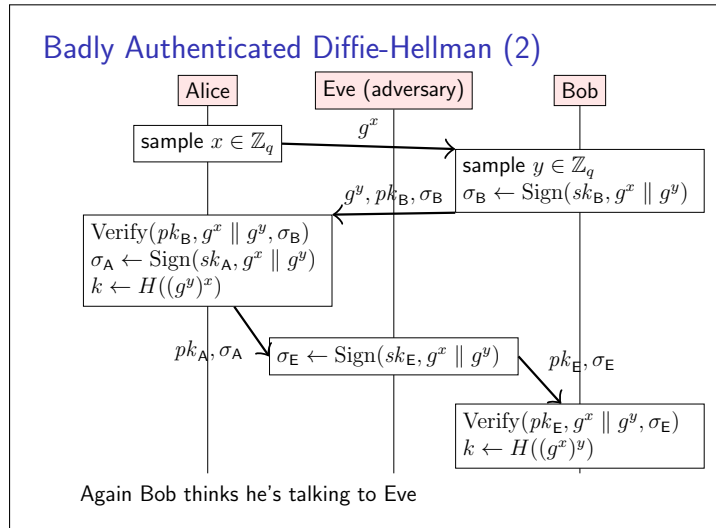 Badly Authenticated Diffie-Hellman (2)
Alice
Eve (adversary)
Bob
sample x ∈ ℤ_q
g^x
sample y ∈ ℤ_q
σ_B ← Sign(sk_B, g^x ∥ g^y)
g^y, pk_B, σ_B
Verify(pk_B, g^x ∥ g^y, σ_B)
σ_A ← Sign(sk_A, g^x ∥ g^y)
k ← H((g^y)^x)
pk_A, σ_A
σ_E ← Sign(sk_E, g^x ∥ g^y)
pk_E, σ_E
Verify(pk_E, g^x ∥ g^y, σ_E)
k ← H((g^x)^y)
Again Bob thinks he's talking to Eve